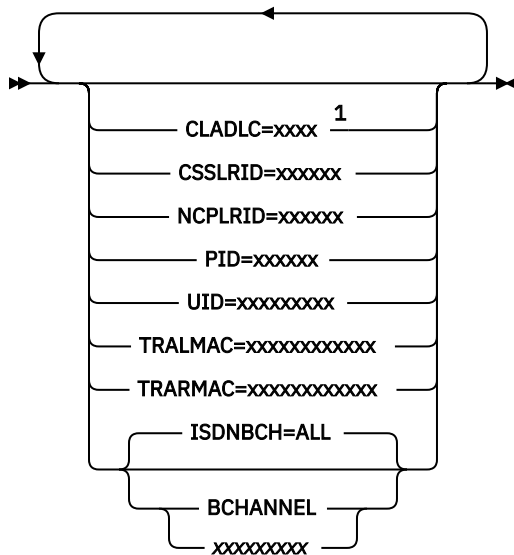 CLADLC=xxxx 1
CSSLRID=xxxxxx
NCPLRID=xxxxxx
PID=xxxxxx
UID=xxxxxxxxx
TRALMAC=xxxxxxxxxxxx
TRARMAC=xxxxxxxxxxxx
ISDNBCH=ALL
BCHANNEL
xxxxxxxxx